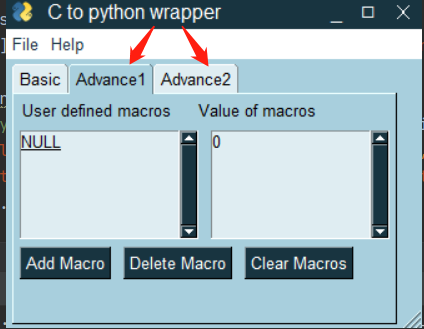 C to python wrapper
File Help
Basic Advance1 Advance2
User defined macros Value of macros
NULL 0
Add Macro Delete Macro Clear Macros